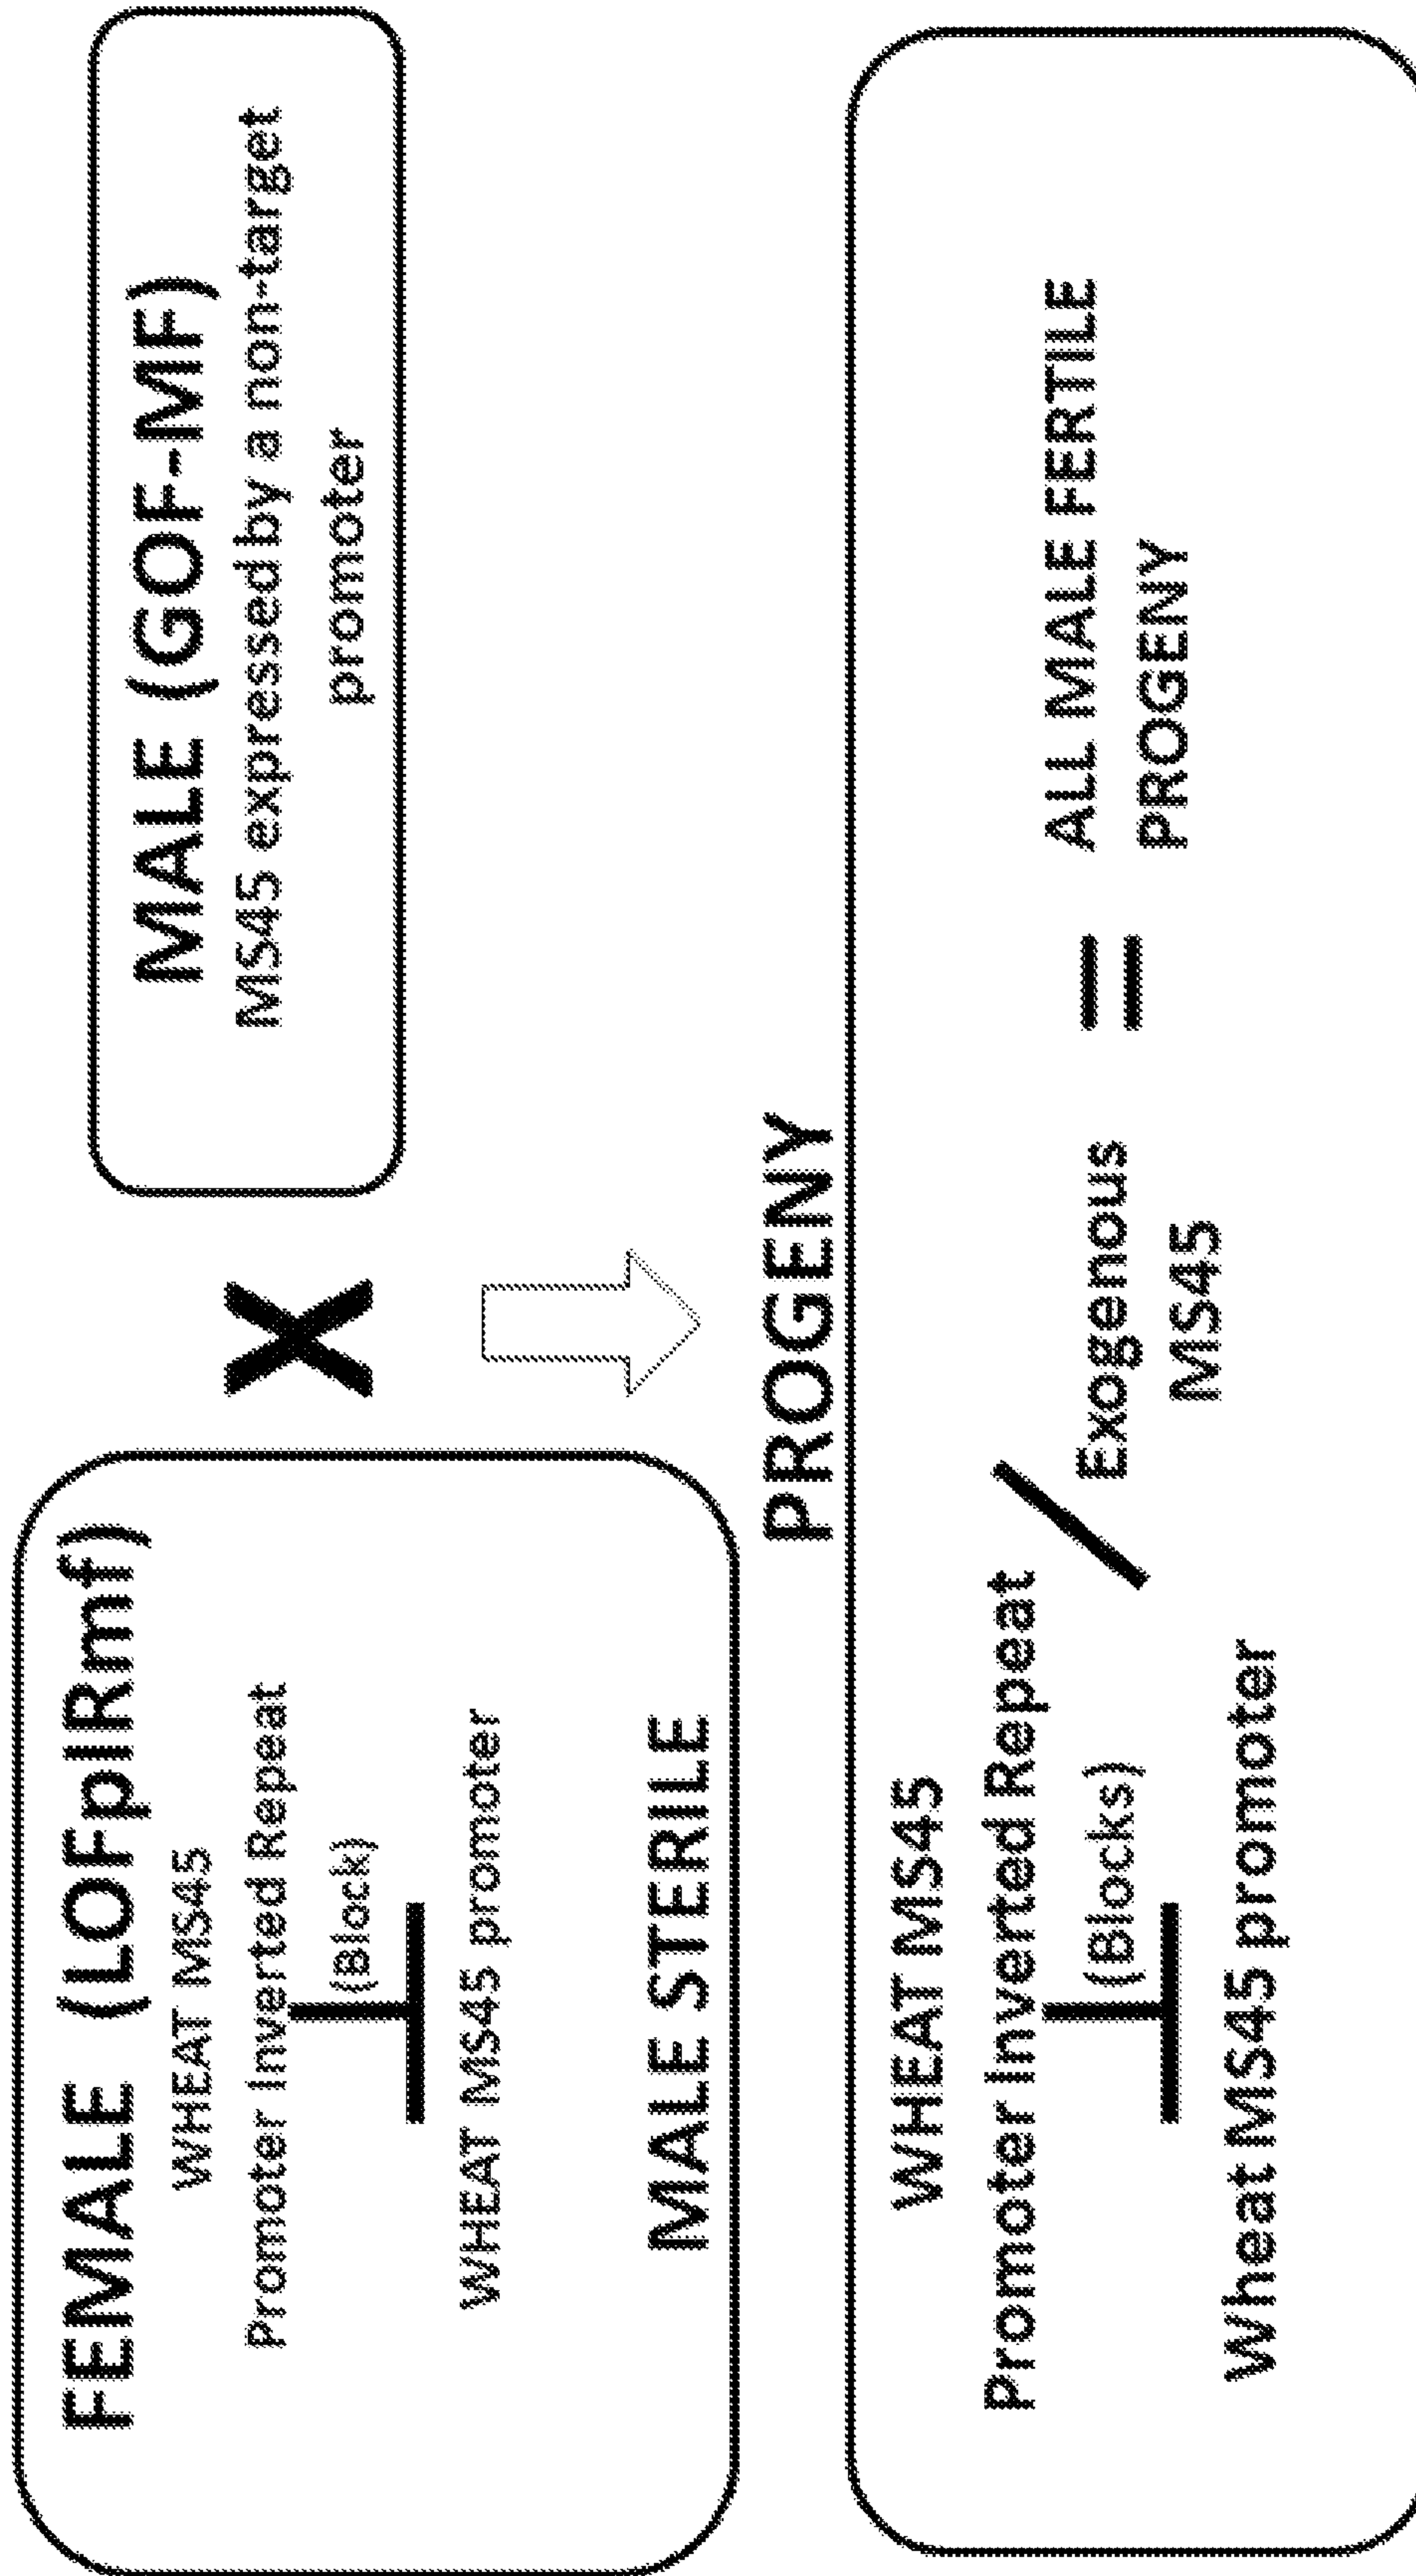 FEMALE (LOFpIRmf)
WHEAT MS45
Promoter Inverted Repeat
(Block)
WHEAT MS45 promoter
MALE STERILE
X
MALE (GOF-MF)
MS45 expressed by a non-target
promoter
PROGENY
WHEAT MS45
Promoter Inverted Repeat
(Blocks)
Wheat MS45 promoter
/
Exogenous
MS45
=
ALL MALE FERTILE
PROGENY